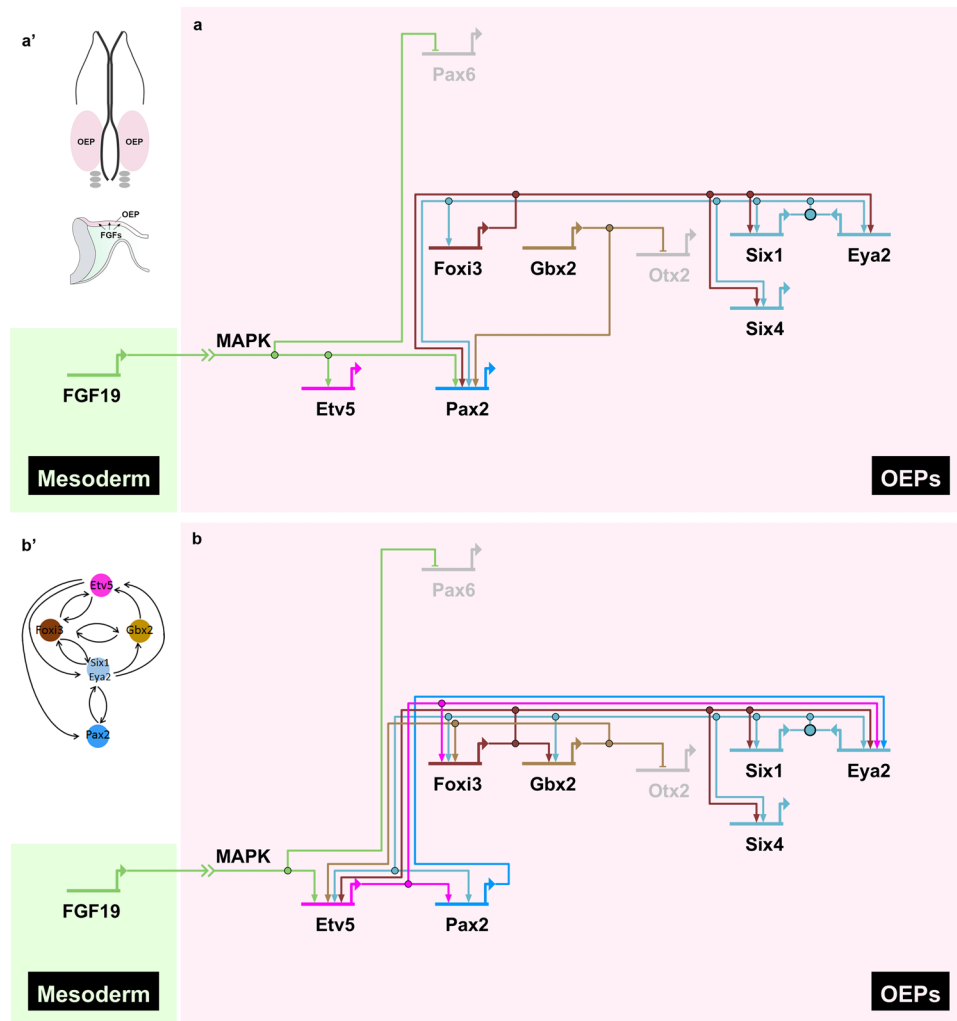 a'
a
Pax6
OEP
OEP
OEP
FGFs
Foxi3
Gbx2
Otx2
Six1
Eya2
Six4
MAPK
FGF19
Etv5
Pax2
Mesoderm
OEPs
b'
b
Etv5
Pax6
Foxi3
Gbx2
Six1
Eya2
Pax2
Foxi3
Gbx2
Otx2
Six1
Eya2
Six4
MAPK
FGF19
Etv5
Pax2
Mesoderm
OEPs